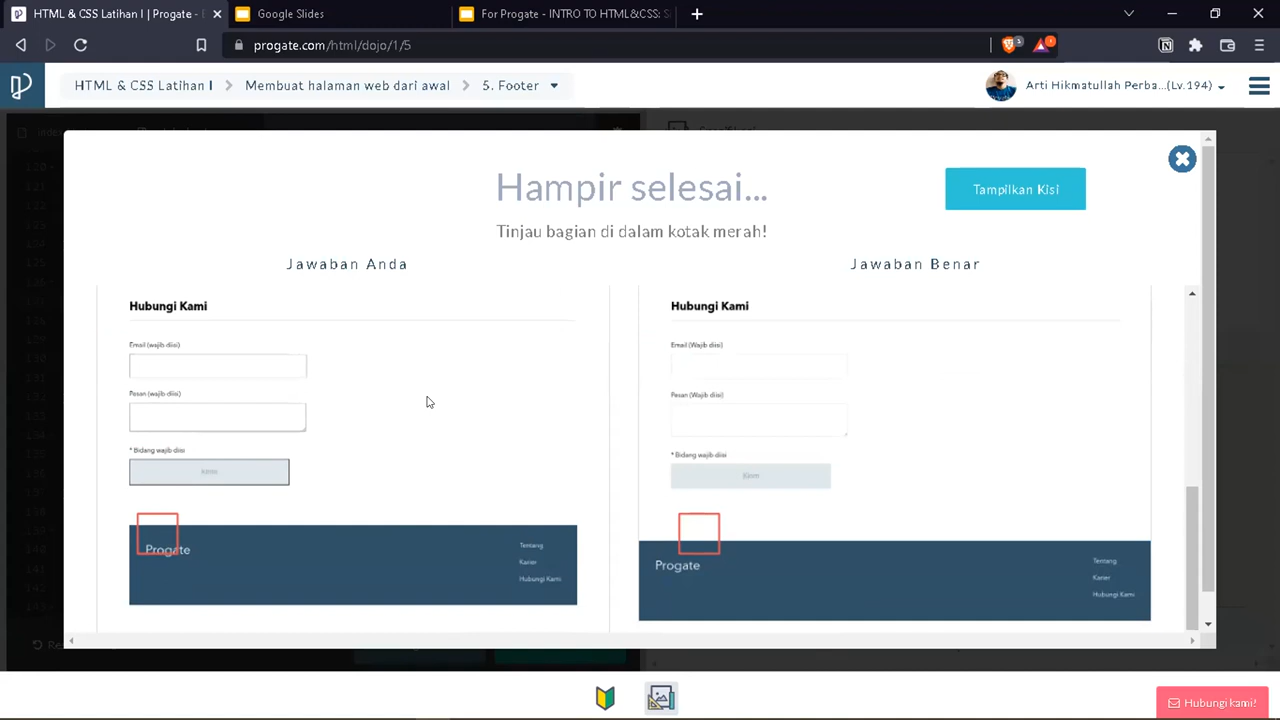 HTML & CSS Latihan I | Progate -
Google Slides
For Progate - INTRO TO HTML&CSS: S
progate.com/html/dojo/1/5
HTML & CSS Latihan I
Membuat halaman web dari awal
5. Footer
Arti Hikmatullah Perba...(Lv.194)
Hampir selesai...
Tampilkan Kisi
Tinjau bagian di dalam kotak merah!
Jawaban Anda
Jawaban Benar
Hubungi Kami
Hubungi Kami
Email (wajib diisi)
Email (Wajib diisi)
Pesan (wajib diisi)
Pesan (Wajib diisi)
* Bidang wajib diisi
* Bidang wajib diisi
Kirim
Kirim
Progate
Tentang
Karier
Hubungi Kami
Progate
Tentang
Karier
Hubungi Kami
Hubungi kami!